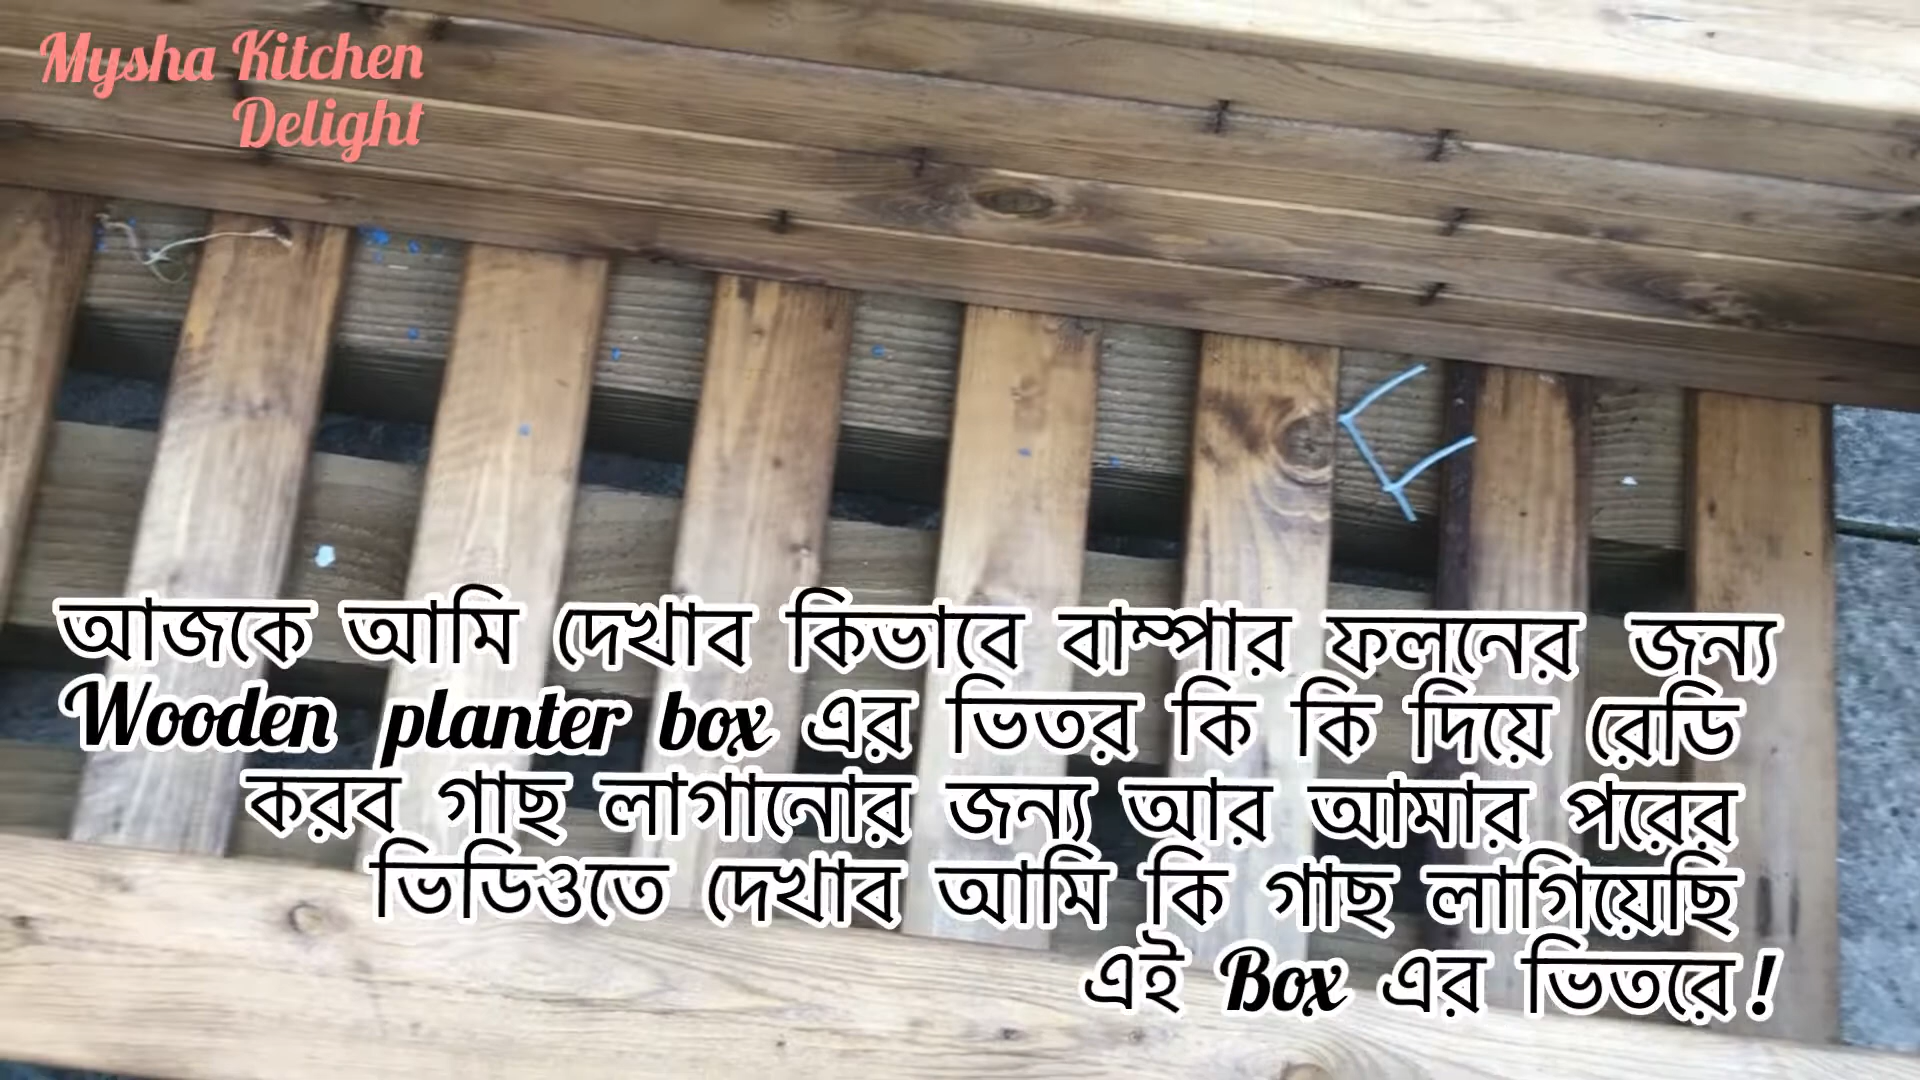 Mysha Kitchen
Delight
আজকে আমি দেখাব কিভাবে বাম্পার ফলনের জন্য
Wooden planter box এর ভিতর কি কি দিয়ে রেডি
করব গাছ লাগানোর জন্য আর আমার পরের
ভিডিওতে দেখাব আমি কি গাছ লাগিয়েছি
এই Box এর ভিতরে!